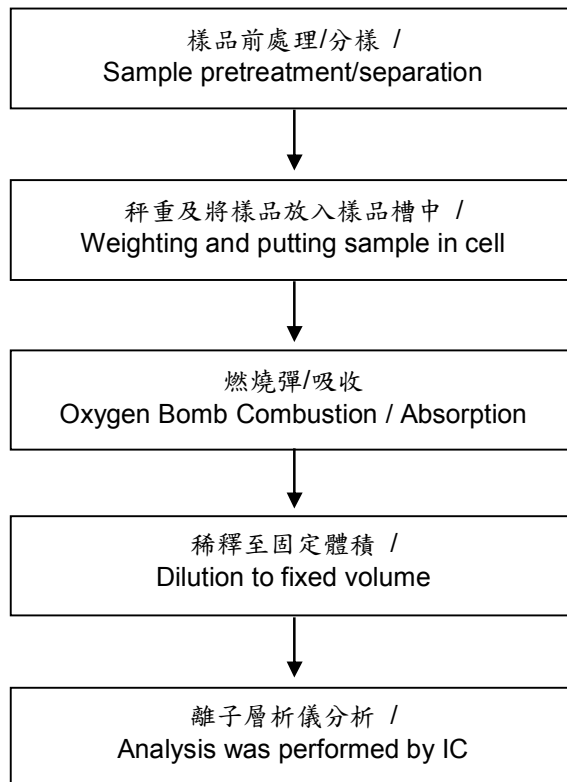 樣品前處理/分樣 /
Sample pretreatment/separation
秤重及將樣品放入樣品槽中 /
Weighting and putting sample in cell
燃燒彈/吸收
Oxygen Bomb Combustion / Absorption
稀釋至固定體積 /
Dilution to fixed volume
離子層析儀分析 /
Analysis was performed by IC